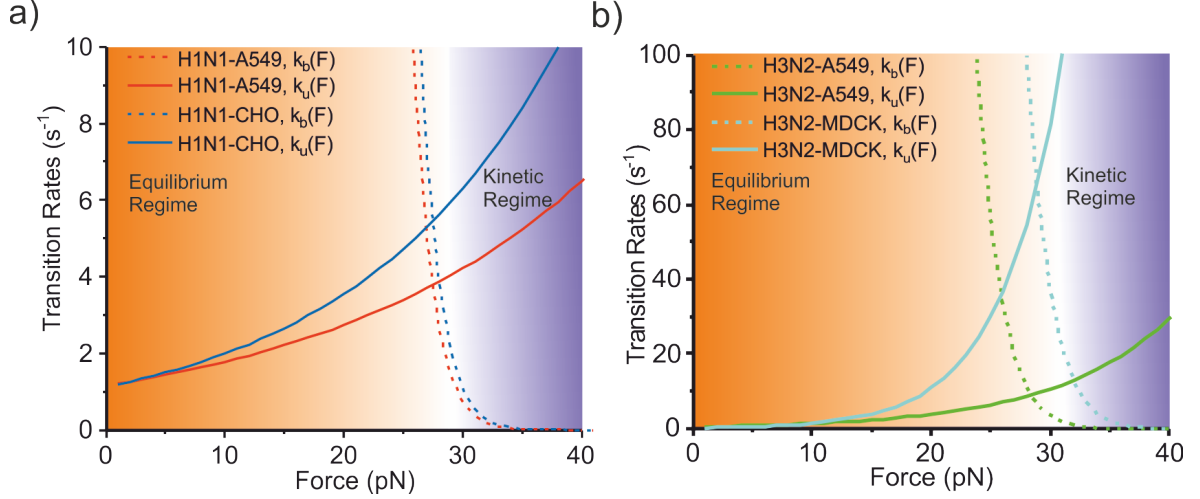 a)
10
8
6
4
2
0
Transition Rates (s⁻¹)
H1N1-A549, k_b(F)
H1N1-A549, k_u(F)
H1N1-CHO, k_b(F)
H1N1-CHO, k_u(F)
Equilibrium
Regime
Kinetic
Regime
0 10 20 30 40
Force (pN)
b)
100
80
60
40
20
0
Transition Rates (s⁻¹)
H3N2-A549, k_b(F)
H3N2-A549, k_u(F)
H3N2-MDCK, k_b(F)
H3N2-MDCK, k_u(F)
Equilibrium
Regime
Kinetic
Regime
0 10 20 30 40
Force (pN)